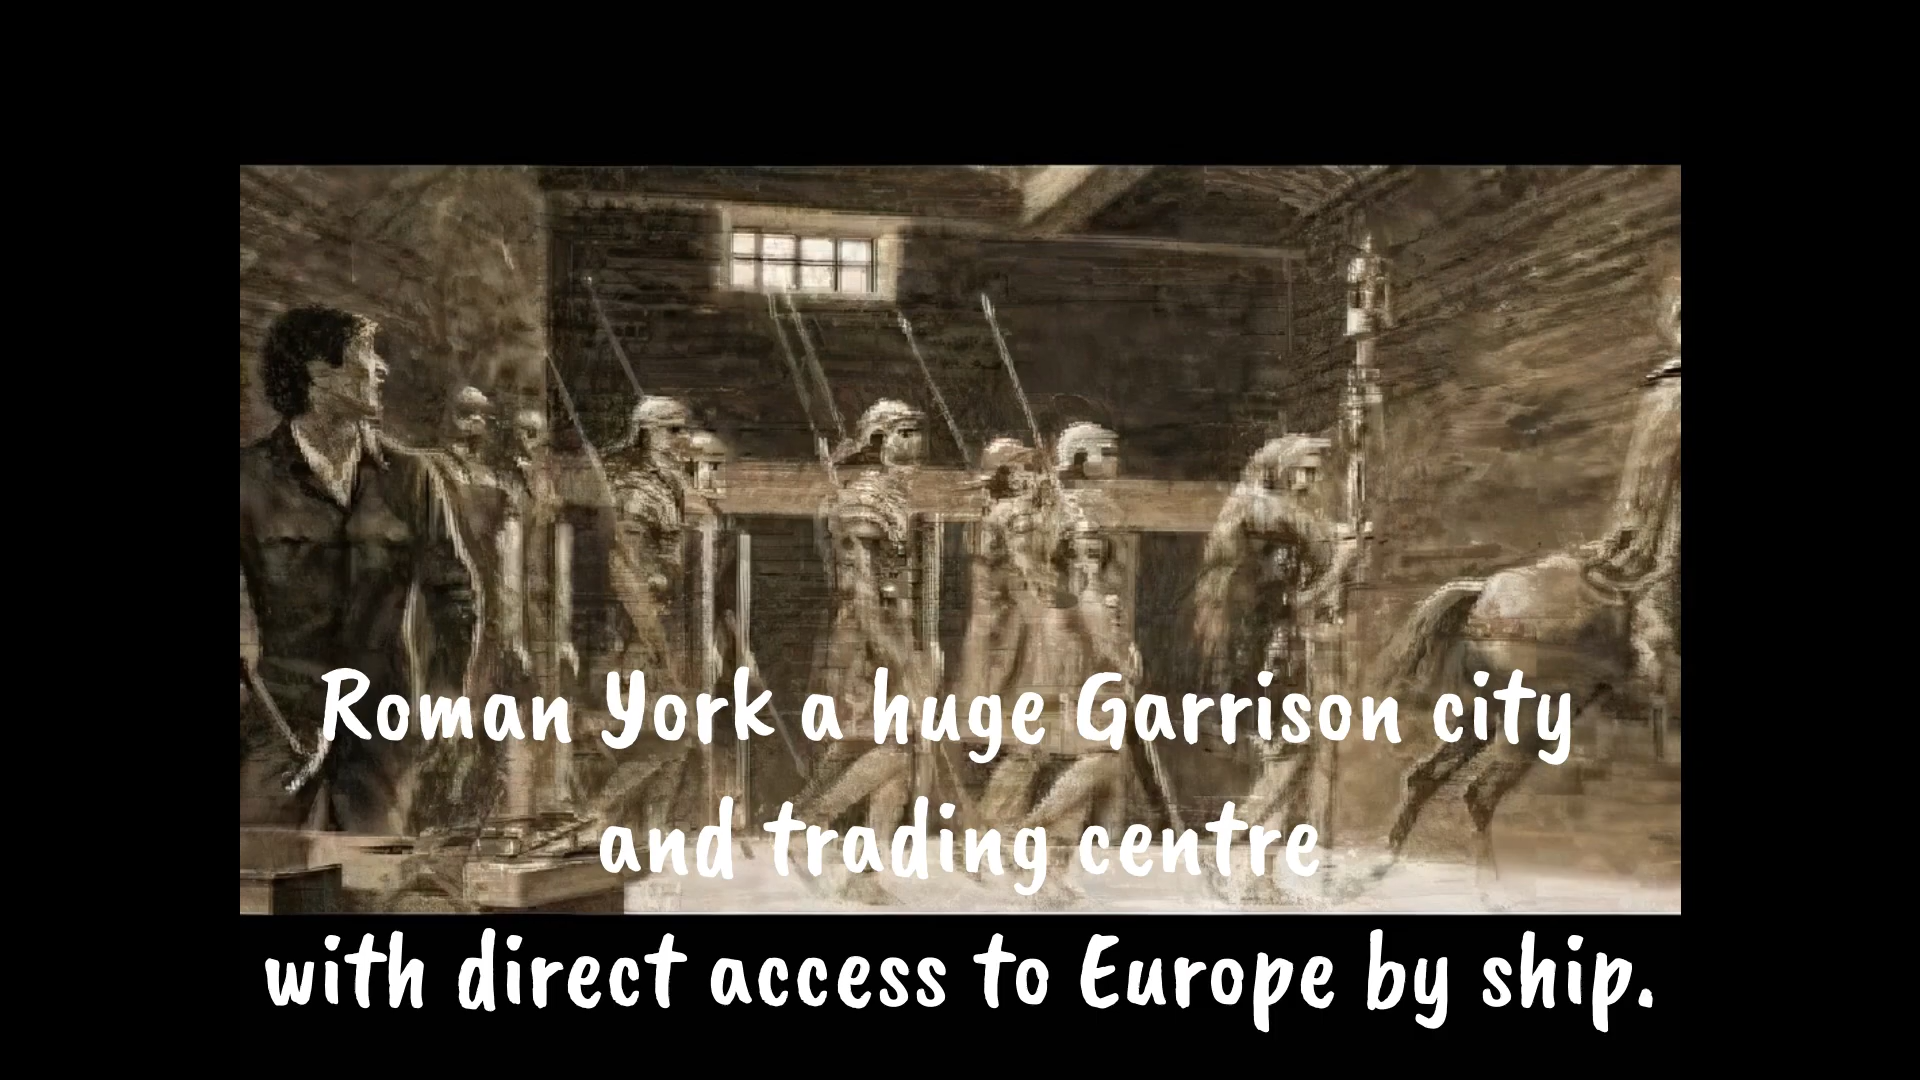 Roman York a huge Garrison city
and trading centre
with direct access to Europe by ship.